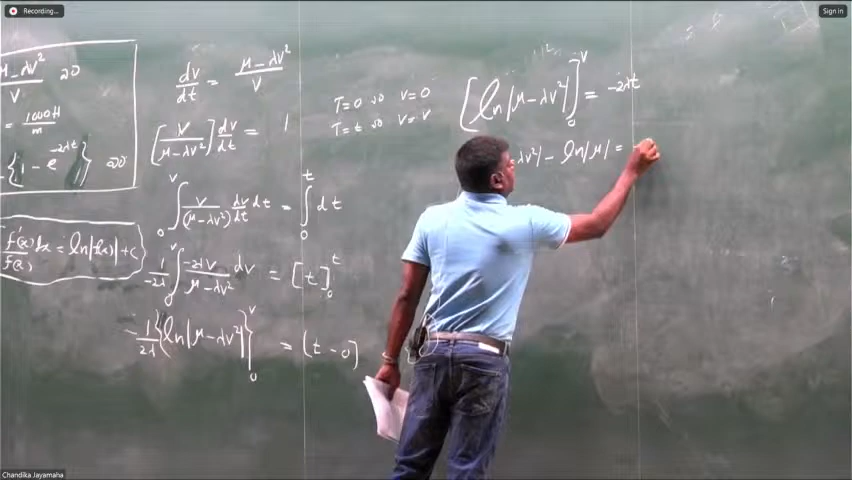 Recording...
Sign in
μ - λv² / v ⇒0
= 1000H / m
{1 - e^(-2λt)} ⇒0
f'(x)/f(x) dx = ln|f(x)| + c
dv/dt = (μ - λv²)/v
[v/(μ - λv²)] dv/dt = 1
∫₀^v v/(μ - λv²) dv/dt dt = ∫₀^t dt
1/-2λ ∫₀^v -2λv/(μ - λv²) dv = [t]₀^t
-1/2λ {ln|μ - λv²|}₀^v = (t - 0)
T=0 v=0
T=t v=v
[ln|μ - λv²|]₀^v = -2λt
λv²| - ln|μ| = -
Chandika Jayamaha